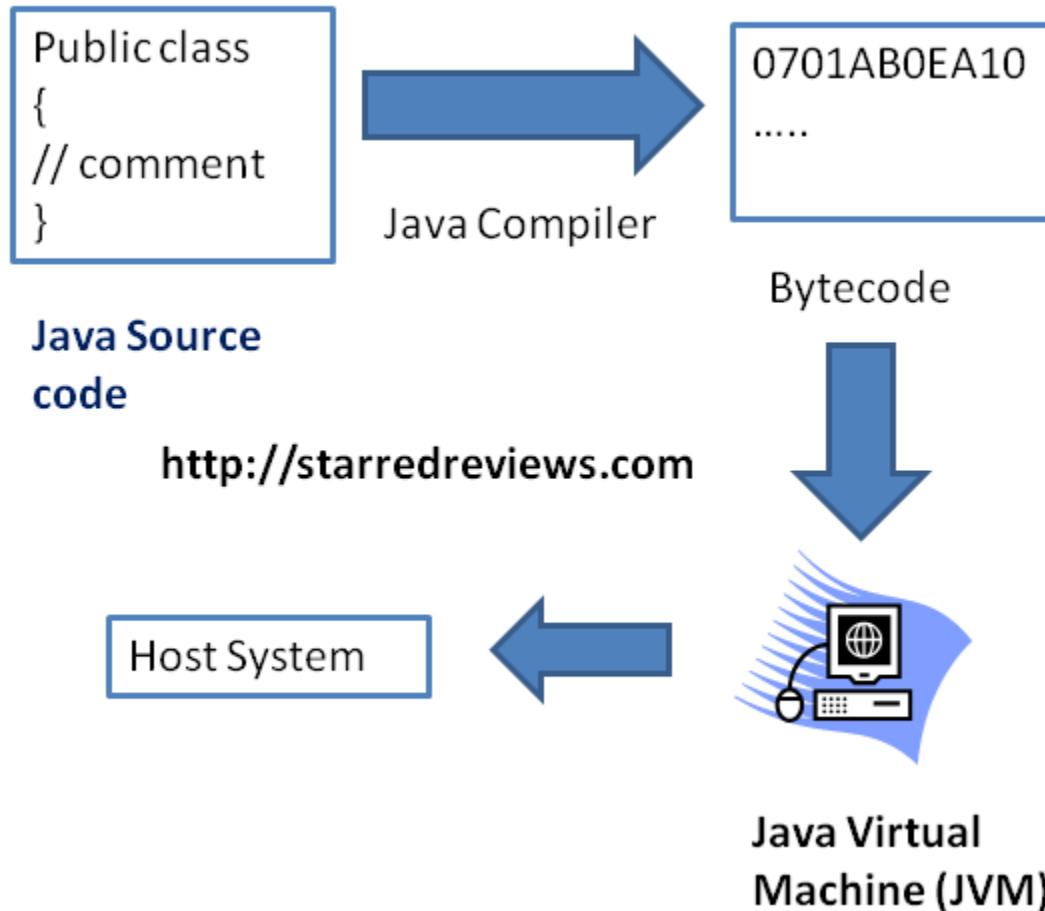 Public class
{
// comment
}
0701AB0EA10
.....
Java Compiler
Bytecode
Java Source
code
http://starredreviews.com
Host System
Java Virtual
Machine (JVM)